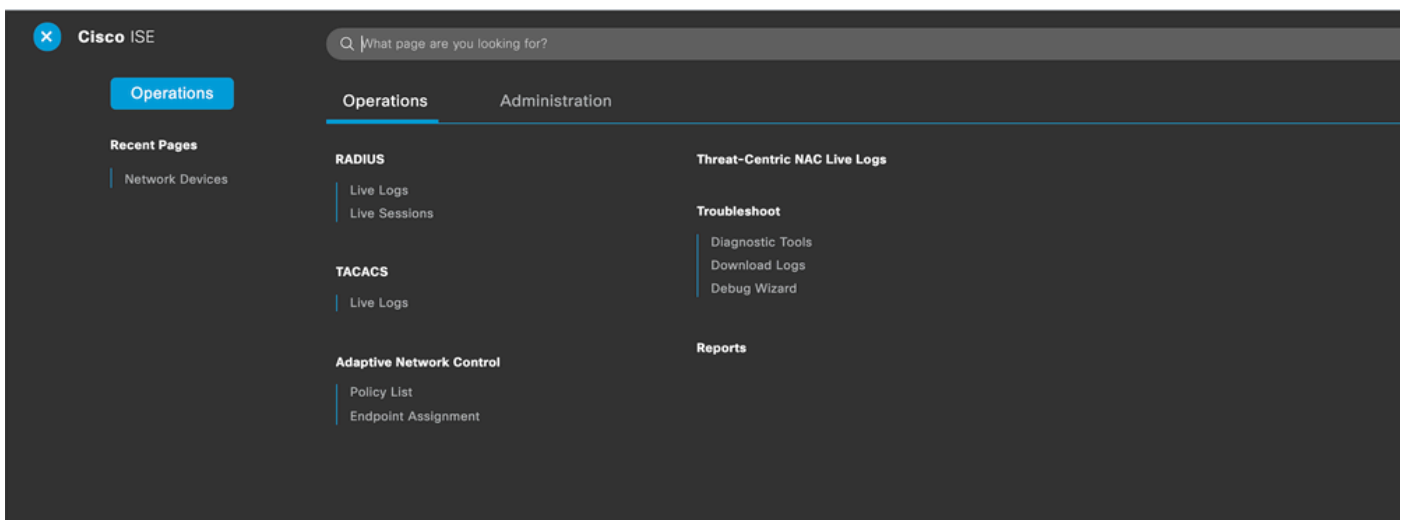 Cisco ISE
What page are you looking for?
Operations
Recent Pages
Network Devices
Operations
Administration
RADIUS
Live Logs
Live Sessions
TACACS
Live Logs
Adaptive Network Control
Policy List
Endpoint Assignment
Threat-Centric NAC Live Logs
Troubleshoot
Diagnostic Tools
Download Logs
Debug Wizard
Reports